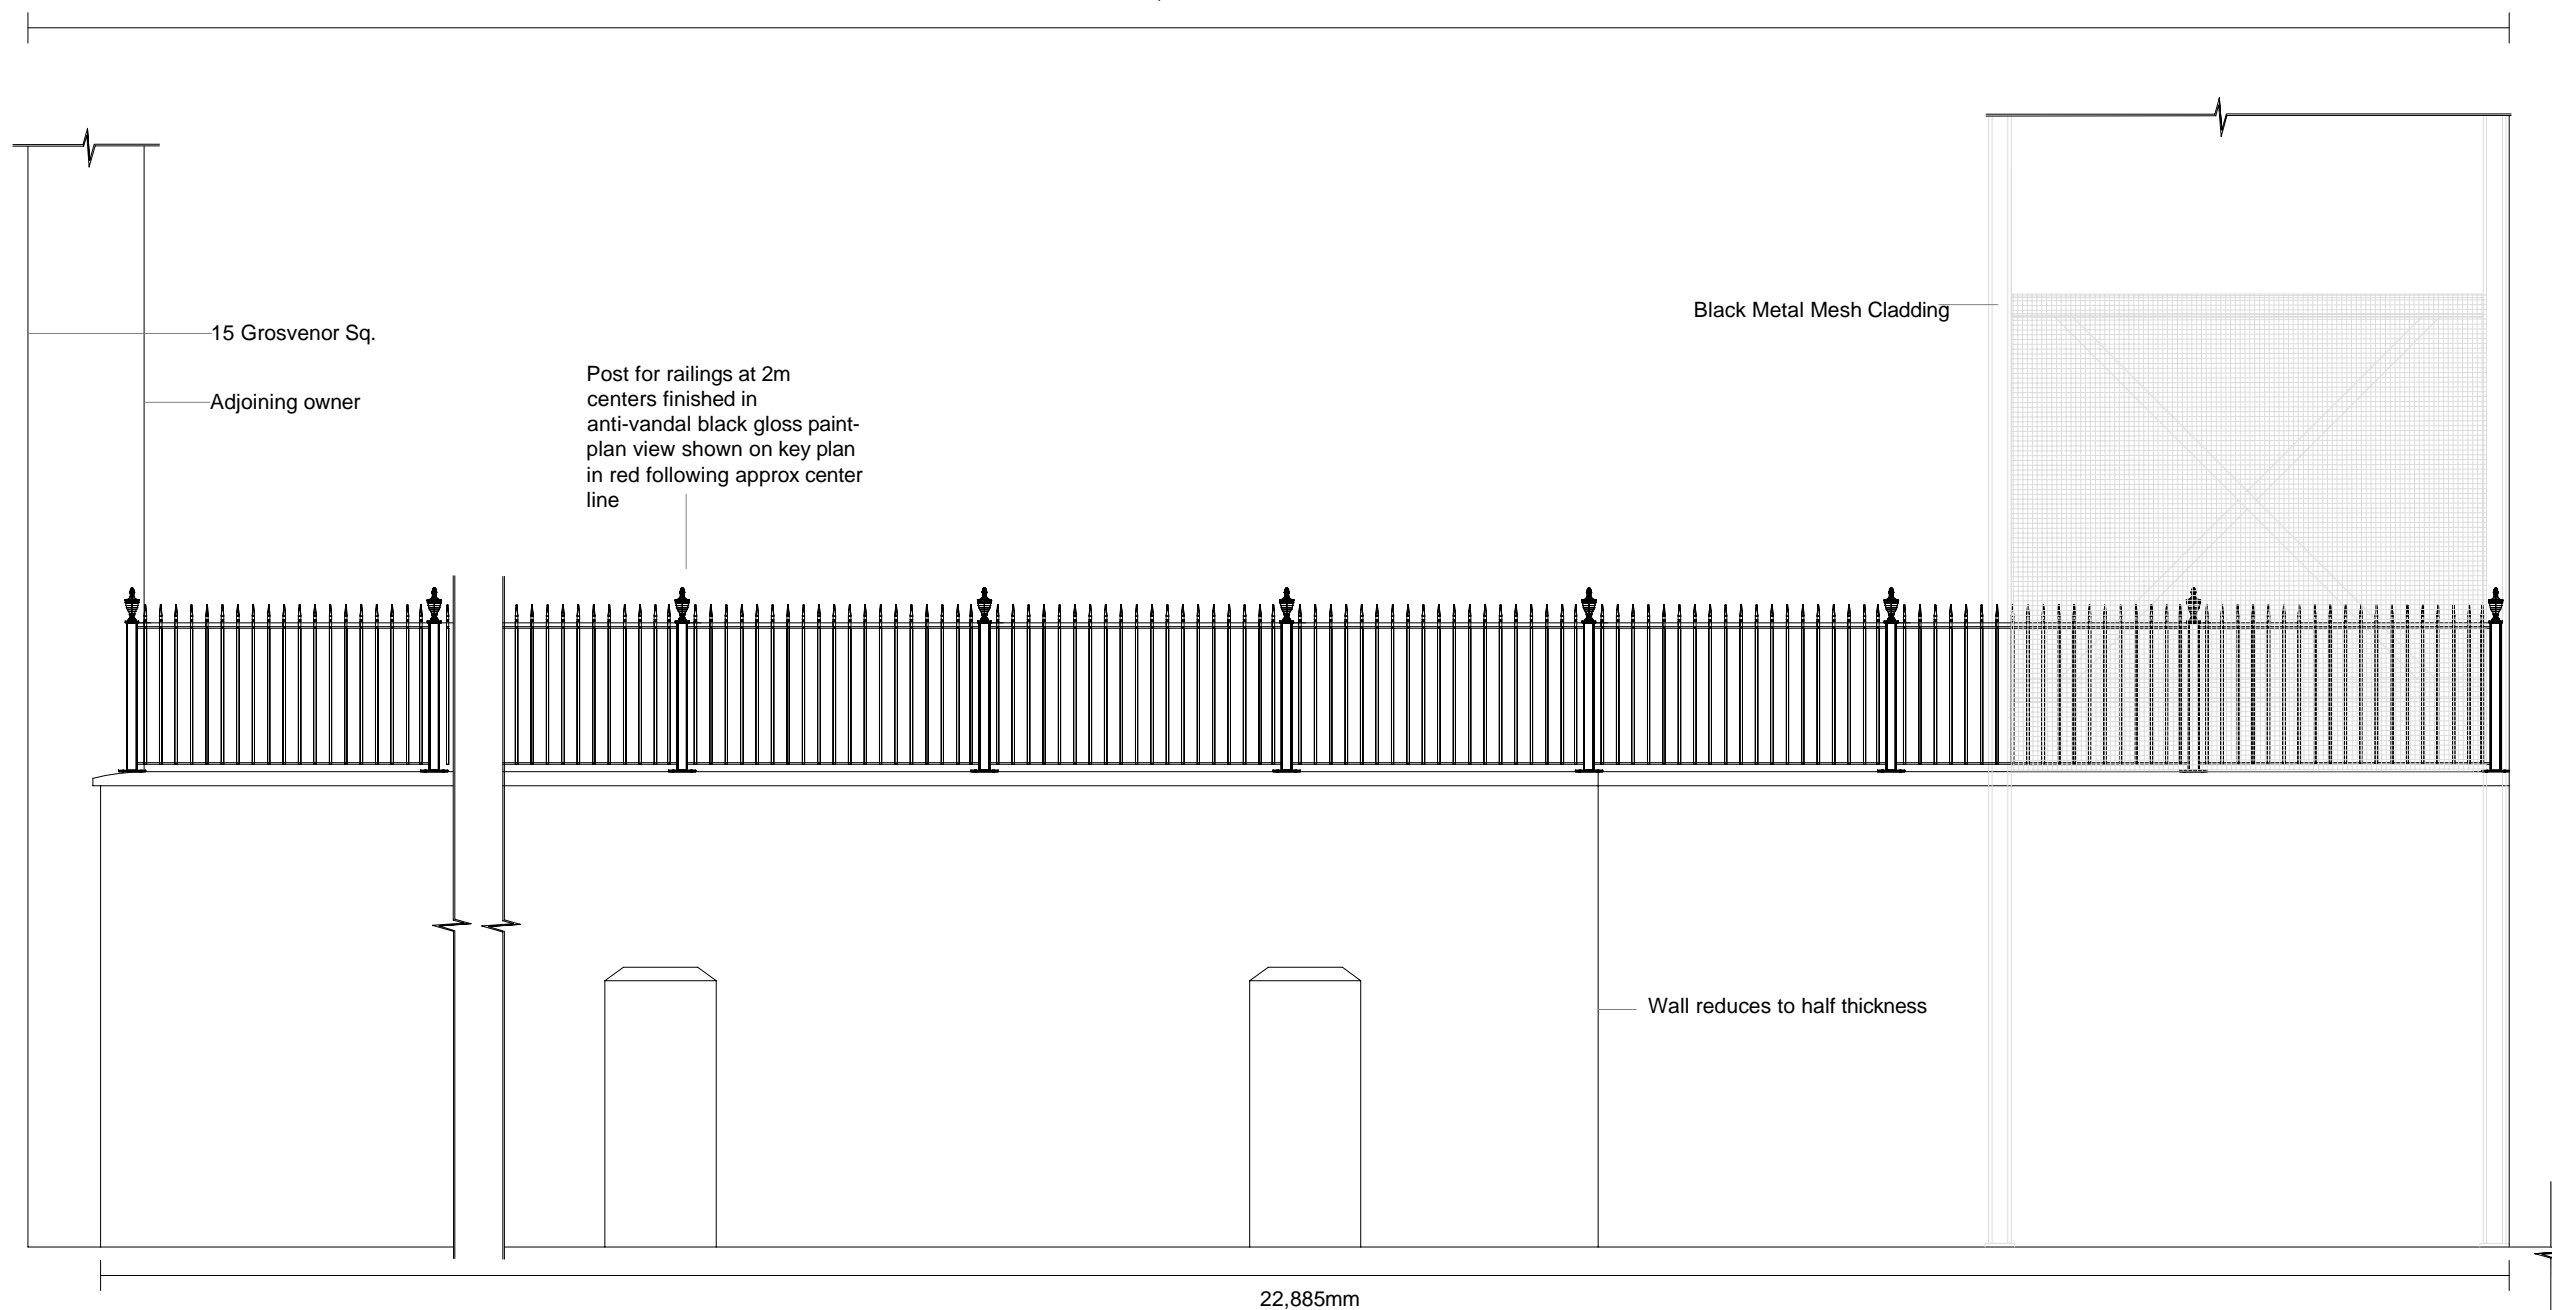 Black Metal Mesh Cladding
15 Grosvenor Sq.
Adjoining owner
Post for railings at 2m
centers finished in
anti-vandal black gloss paint-
plan view shown on key plan
in red following approx center
line
Wall reduces to half thickness
22,885mm